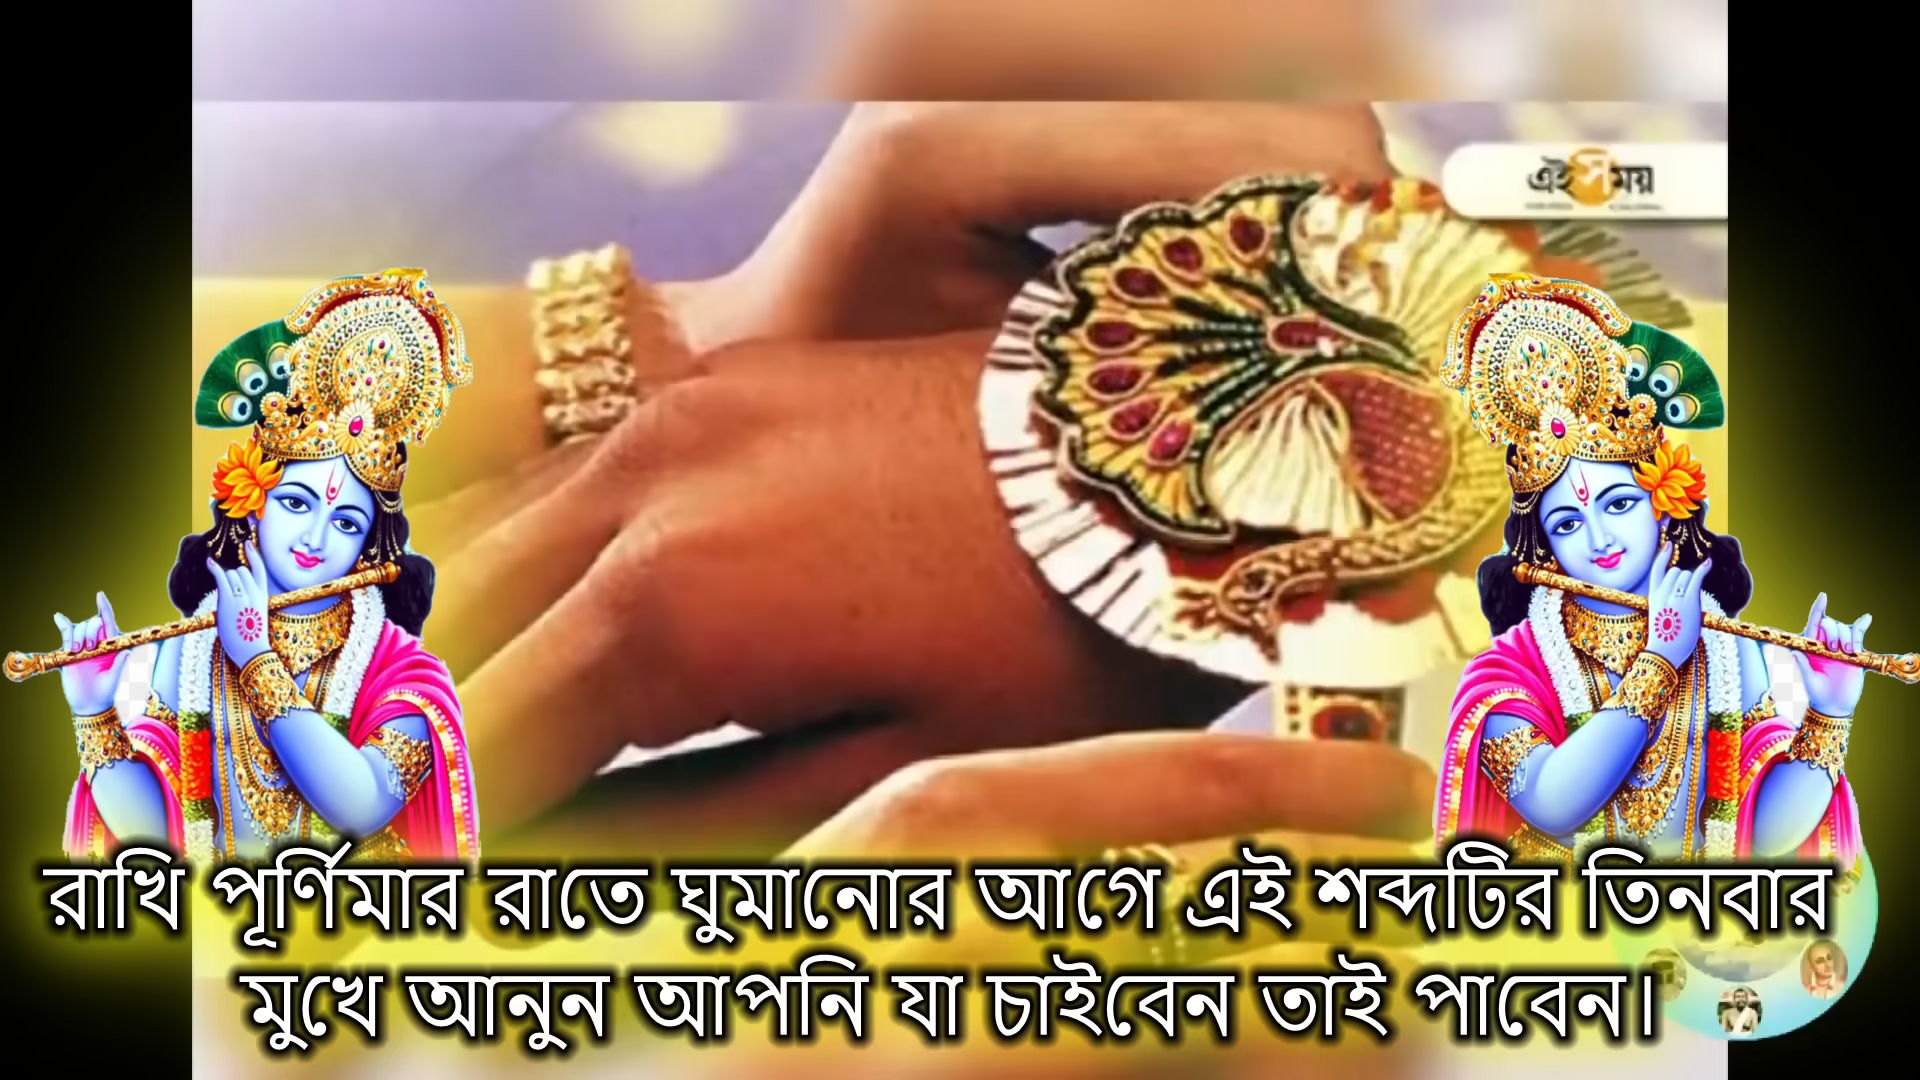 এই সময়
রাখি পূর্ণিমার রাতে ঘুমানোর আগে এই শব্দটির তিনবার
মুখে আনুন আপনি যা চাইবেন তাই পাবেন।